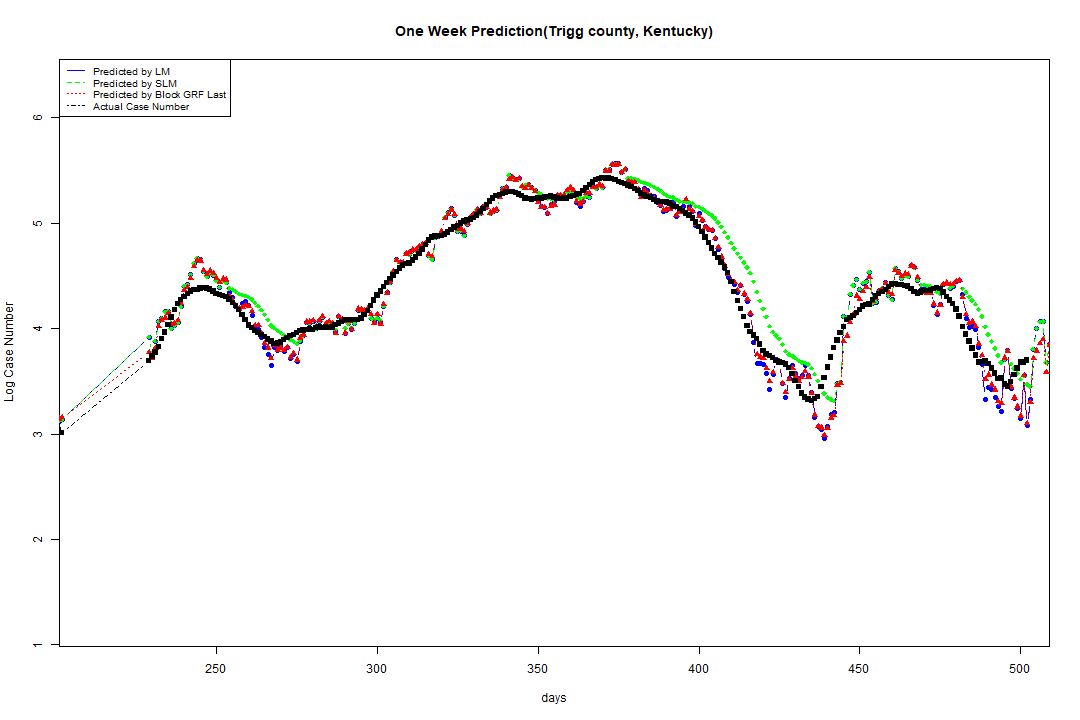 One Week Prediction(Trigg county, Kentucky)
Predicted by LM
Predicted by SLM
Predicted by Block GRF Last
Actual Case Number
6
5
4
3
2
1
Log Case Number
250 300 350 400 450 500
days